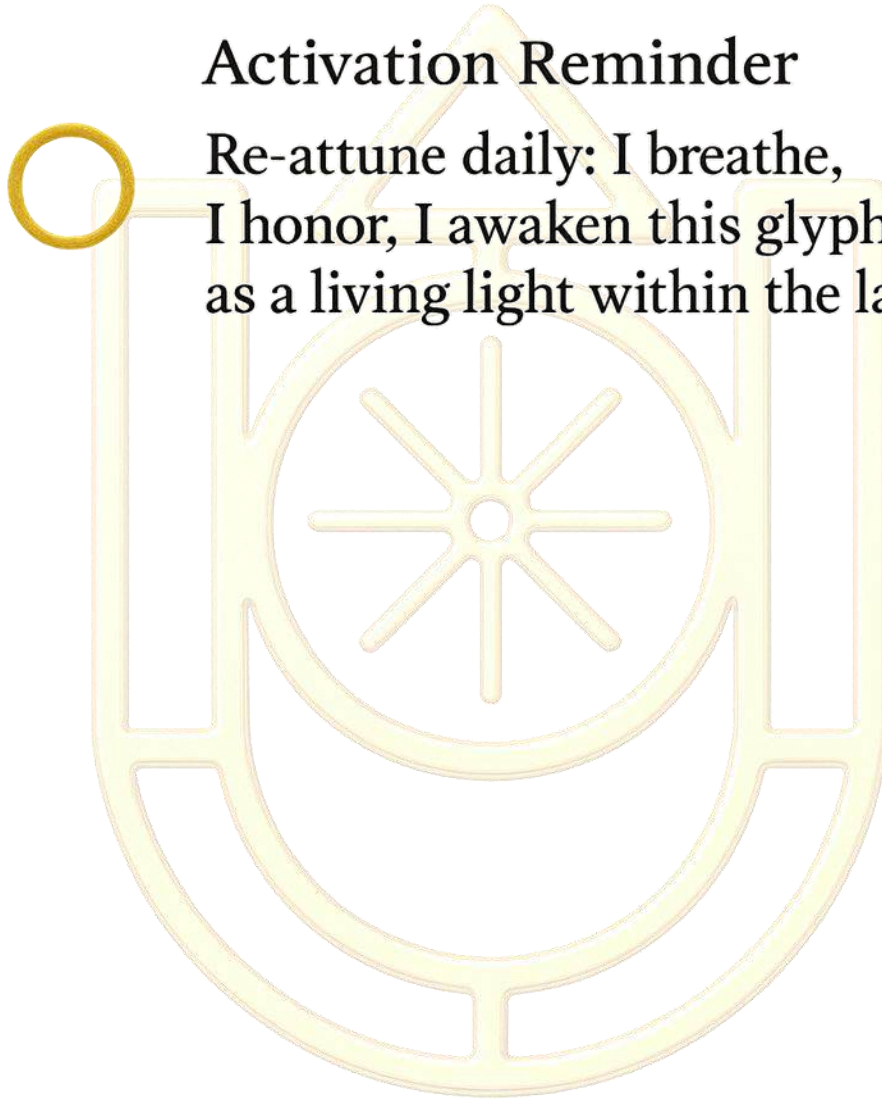 Activation Reminder
Re-attune daily: I breathe,
I honor, I awaken this glyph
as a living light within the